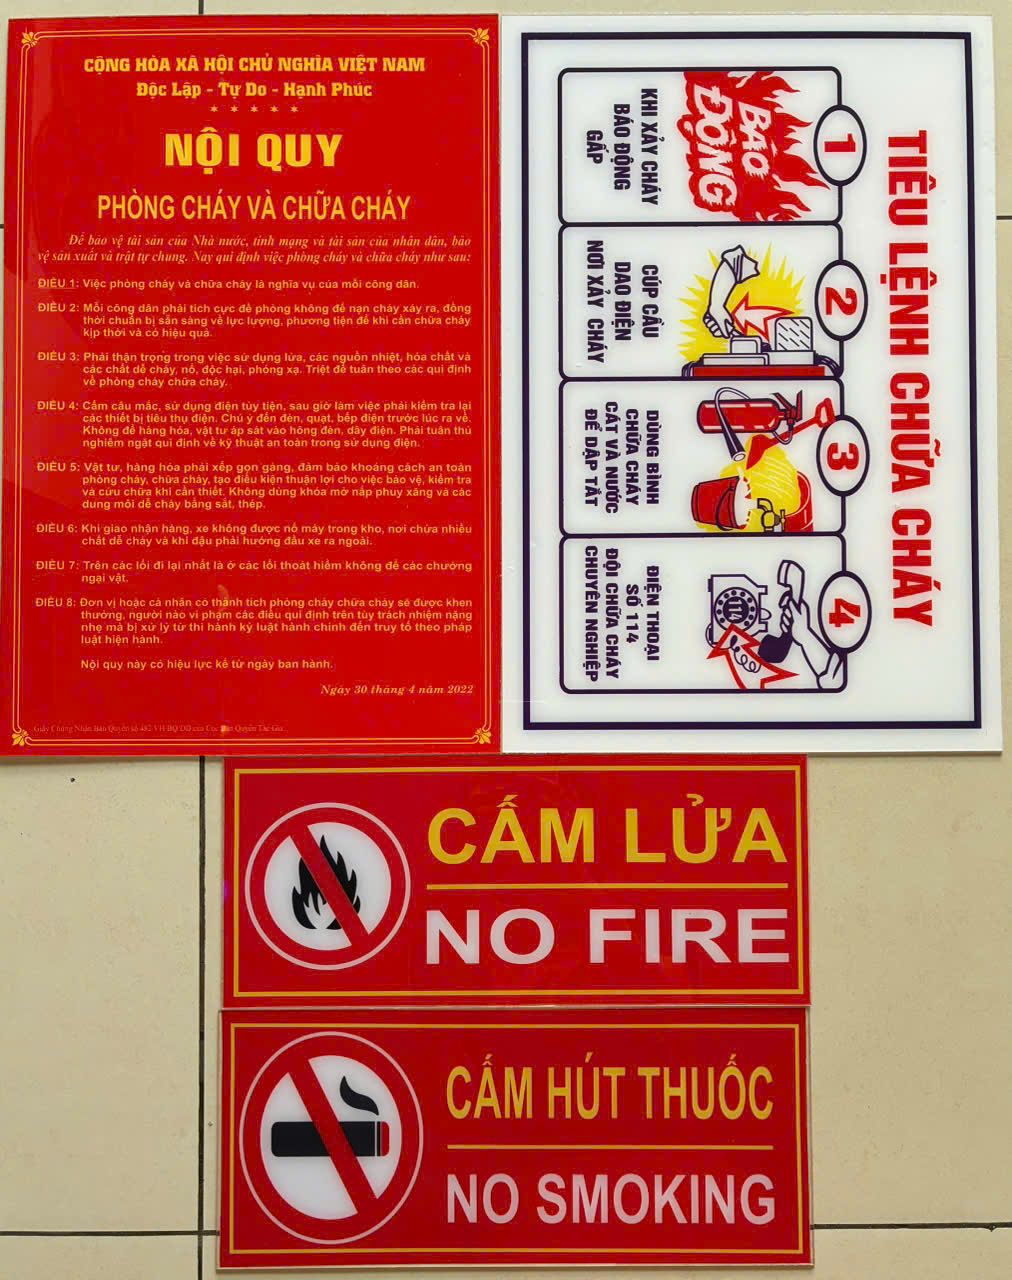 CỘNG HÒA XÃ HỘI CHỦ NGHĨA VIỆT NAM
Độc Lập - Tự Do - Hạnh Phúc
NỘI QUY
PHÒNG CHÁY VÀ CHỮA CHÁY
Để bảo vệ tài sản của Nhà nước, tính mạng và tài sản của nhân dân, bảo
vệ sản xuất và trật tự chung. Nay qui định việc phòng cháy và chữa cháy như sau:
ĐIỀU 1: Việc phòng cháy và chữa cháy là nghĩa vụ của mỗi công dân.
ĐIỀU 2: Mỗi công dân phải tích cực đề phòng không để nạn cháy xảy ra, đồng
thời chuẩn bị sẵn sàng về lực lượng, phương tiện để khi cần chữa cháy
kịp thời và có hiệu quả.
ĐIỀU 3: Phải thận trọng trong việc sử dụng lửa, các nguồn nhiệt, hóa chất và
các chất dễ cháy, nổ, độc hại, phóng xạ. Triệt để tuân theo các qui định
về phòng cháy chữa cháy.
ĐIỀU 4: Cấm câu mắc, sử dụng điện tùy tiện, sau giờ làm việc phải kiểm tra lại
các thiết bị tiêu thụ điện. Chú ý đến đèn, quạt, bếp điện trước lúc ra về.
Không để hàng hóa, vật tư áp sát vào hông đèn, dây điện. Phải tuân thủ
nghiêm ngặt qui định về kỹ thuật an toàn trong sử dụng điện.
ĐIỀU 5: Vật tư, hàng hóa phải xếp gọn gàng, đảm bảo khoảng cách an toàn
phòng cháy, chữa cháy, tạo điều kiện thuận lợi cho việc bảo vệ, kiểm tra
và cứu chữa khi cần thiết. Không dùng khóa mở nắp phuy xăng và các
dung môi dễ cháy bằng sắt, thép.
ĐIỀU 6: Khi giao nhận hàng, xe không được nổ máy trong kho, nơi chứa nhiều
chất dễ cháy và khi đậu phải hướng đầu xe ra ngoài.
ĐIỀU 7: Trên các lối đi lại nhất là ở các lối thoát hiểm không để các chướng
ngại vật.
ĐIỀU 8: Đơn vị hoặc cá nhân có thành tích phòng cháy chữa cháy sẽ được khen
thưởng, người nào vi phạm các điều qui định trên tùy trách nhiệm nặng
nhẹ mà bị xử lý từ thi hành kỷ luật hành chính đến truy tố theo pháp
luật hiện hành.
Nội quy này có hiệu lực kể từ ngày ban hành.
Ngày 30 tháng 4 năm 2022
Giấy Chứng Nhận Bản Quyền số 482/VH-BQ của Cục Bản Quyền Tác Giả
TIÊU LỆNH CHỮA CHÁY
1
BÁO
ĐỘNG
KHI XẢY CHÁY
BÁO ĐỘNG
GẤP
2
CÚP CẦU
DAO ĐIỆN
NƠI XẢY CHÁY
3
DÙNG BÌNH
CHỮA CHÁY
CÁT VÀ NƯỚC
ĐỂ DẬP TẮT
4
114
ĐIỆN THOẠI
SỐ 114
ĐỘI CHỮA CHÁY
CHUYÊN NGHIỆP
CẤM LỬA
NO FIRE
CẤM HÚT THUỐC
NO SMOKING